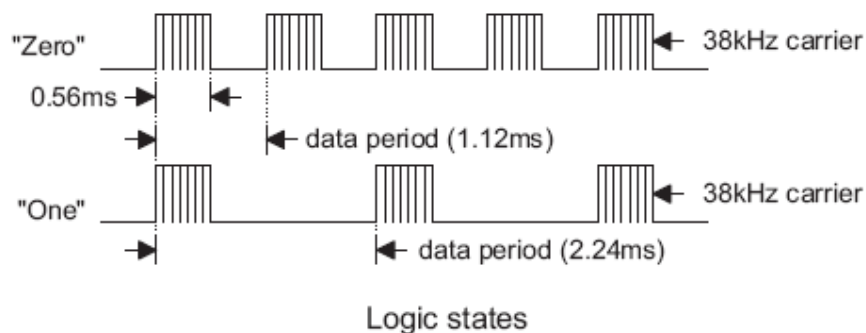 "Zero"
38kHz carrier
0.56ms
data period (1.12ms)
"One"
38kHz carrier
data period (2.24ms)
Logic states